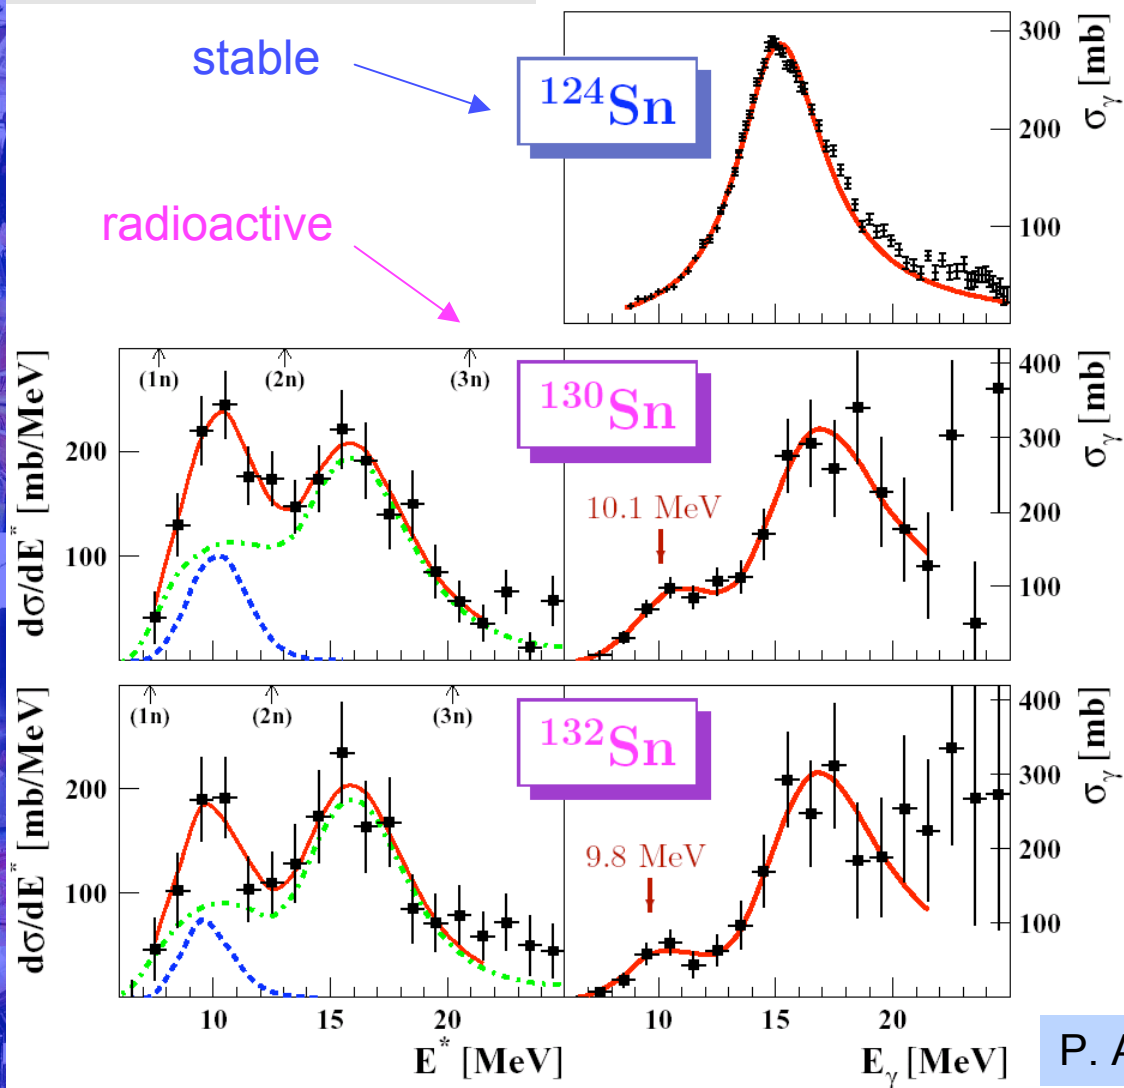 stable
radioactive
¹²⁴Sn
300
200
100
σγ [mb]
(1n)
(2n)
(3n)
200
100
dσ/dE* [mb/MeV]
¹³⁰Sn
10.1 MeV
400
300
200
100
σγ [mb]
(1n)
(2n)
(3n)
200
100
dσ/dE* [mb/MeV]
¹³²Sn
9.8 MeV
400
300
200
100
σγ [mb]
10 15 20
10 15 20
E* [MeV]
Eγ [MeV]
P. A